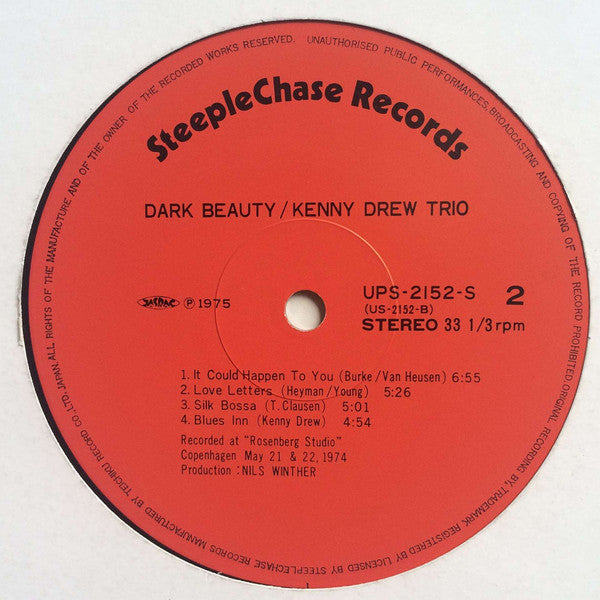 MANUFACTURED BY TEICHIKU RECORD CO., LTD. JAPAN. ALL RIGHTS OF THE MANUFACTURE AND OF THE OWNER OF THE RECORDED WORKS RESERVED. UNAUTHORISED PUBLIC PERFORMANCES, BROADCASTING AND COPYING OF THE RECORD PROHIBITED. ORIGINAL RECORDING BY, TRADEMARK REGISTERED BY LICENSED BY STEEPLECHASE RECORDS
SteepleChase Records
DARK BEAUTY/KENNY DREW TRIO
JASRAC ℗ 1975
UPS-2152-S 2
(US-2152-B)
STEREO 33 1/3 rpm
1. It Could Happen To You (Burke/Van Heusen) 6:55
2. Love Letters (Heyman/Young) 5:26
3. Silk Bossa (T. Clausen) 5:01
4. Blues Inn (Kenny Drew) 4:54
Recorded at "Rosenberg Studio"
Copenhagen May 21 & 22, 1974
Production : NILS WINTHER